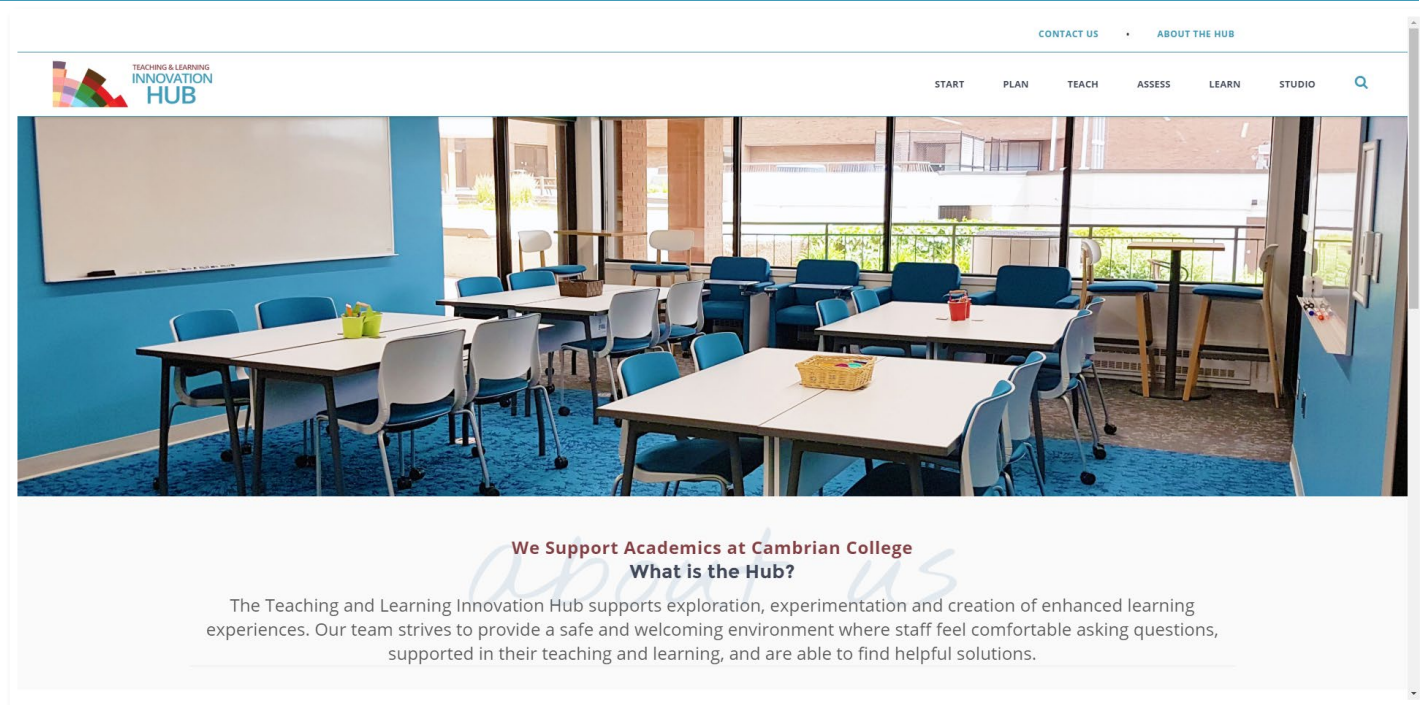 CONTACT US • ABOUT THE HUB
TEACHING & LEARNING
INNOVATION
HUB
START PLAN TEACH ASSESS LEARN STUDIO
about us
We Support Academics at Cambrian College
What is the Hub?
The Teaching and Learning Innovation Hub supports exploration, experimentation and creation of enhanced learning
experiences. Our team strives to provide a safe and welcoming environment where staff feel comfortable asking questions,
supported in their teaching and learning, and are able to find helpful solutions.